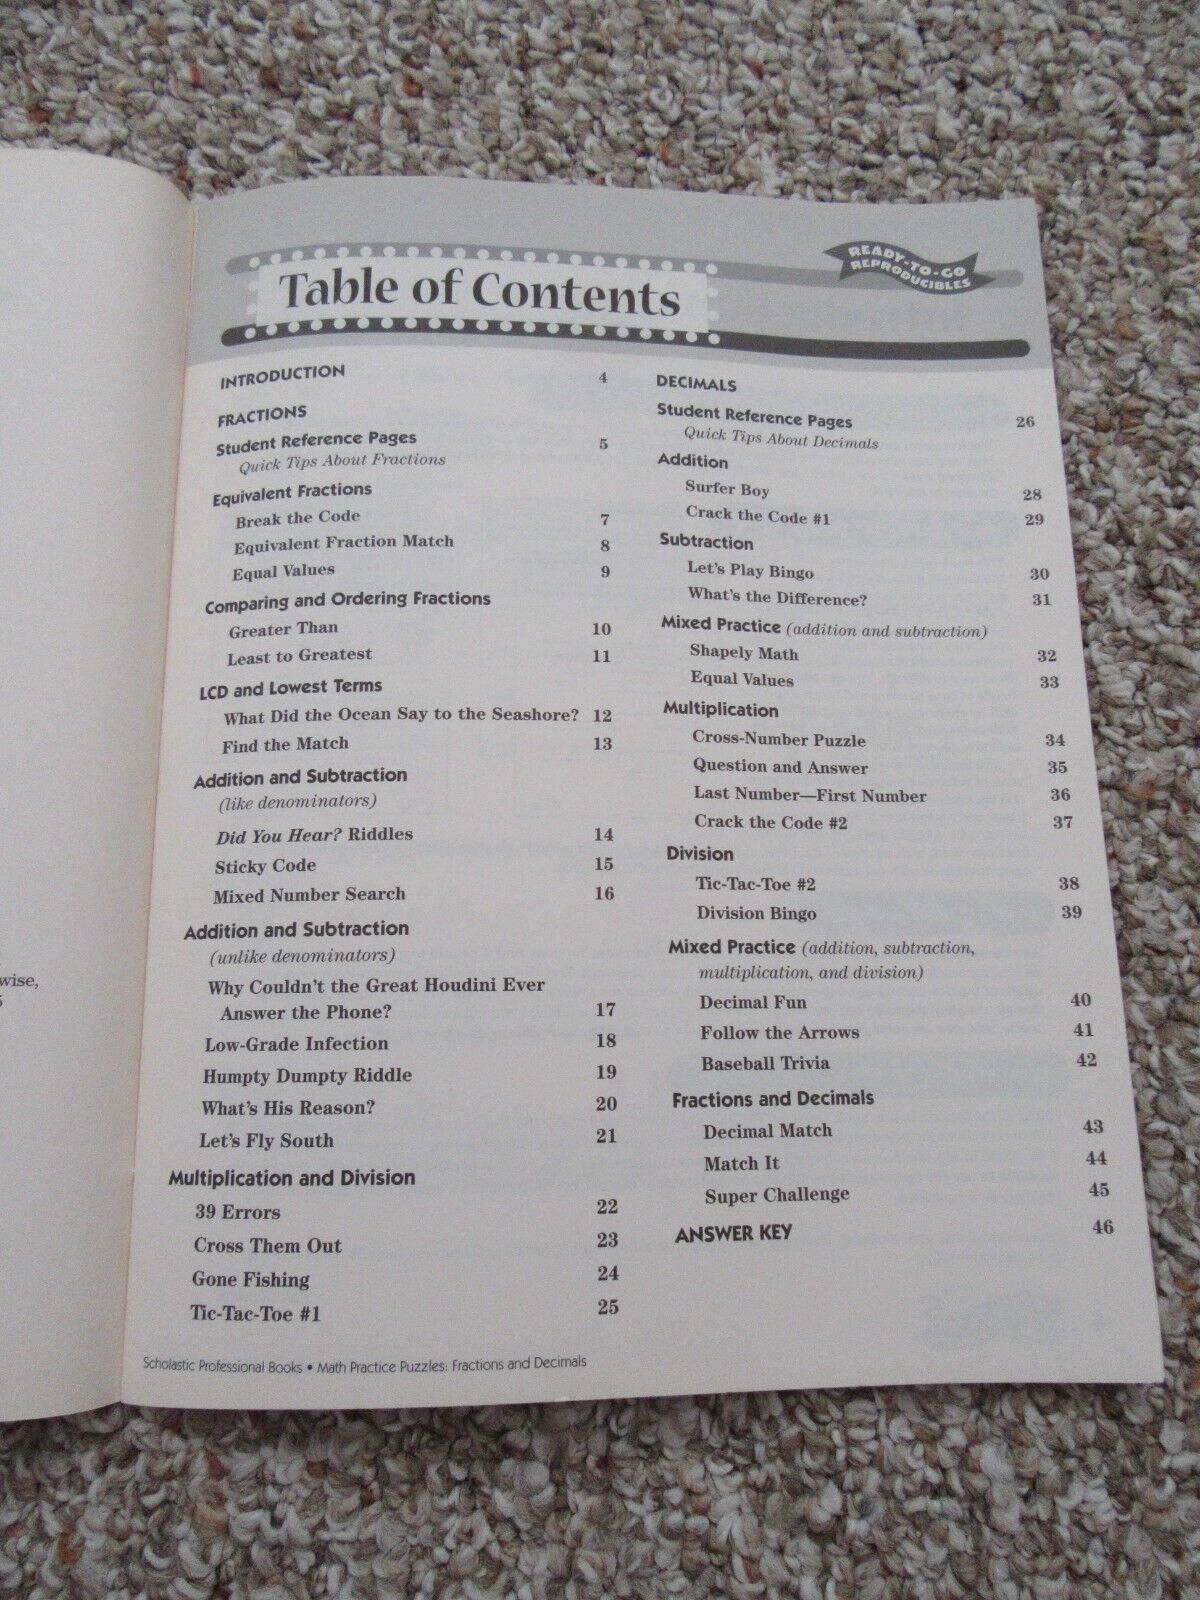 wise,
READY-TO-GO
REPRODUCIBLES
Table of Contents
INTRODUCTION 4
FRACTIONS
Student Reference Pages 5
Quick Tips About Fractions
Equivalent Fractions
Break the Code 7
Equivalent Fraction Match 8
Equal Values 9
Comparing and Ordering Fractions
Greater Than 10
Least to Greatest 11
LCD and Lowest Terms
What Did the Ocean Say to the Seashore? 12
Find the Match 13
Addition and Subtraction
(like denominators)
Did You Hear? Riddles 14
Sticky Code 15
Mixed Number Search 16
Addition and Subtraction
(unlike denominators)
Why Couldn't the Great Houdini Ever
Answer the Phone? 17
Low-Grade Infection 18
Humpty Dumpty Riddle 19
What's His Reason? 20
Let's Fly South 21
Multiplication and Division
39 Errors 22
Cross Them Out 23
Gone Fishing 24
Tic-Tac-Toe #1 25
DECIMALS
Student Reference Pages 26
Quick Tips About Decimals
Addition
Surfer Boy 28
Crack the Code #1 29
Subtraction
Let's Play Bingo 30
What's the Difference? 31
Mixed Practice (addition and subtraction)
Shapely Math 32
Equal Values 33
Multiplication
Cross-Number Puzzle 34
Question and Answer 35
Last Number—First Number 36
Crack the Code #2 37
Division
Tic-Tac-Toe #2 38
Division Bingo 39
Mixed Practice (addition, subtraction,
multiplication, and division)
Decimal Fun 40
Follow the Arrows 41
Baseball Trivia 42
Fractions and Decimals
Decimal Match 43
Match It 44
Super Challenge 45
ANSWER KEY 46
Scholastic Professional Books • Math Practice Puzzles: Fractions and Decimals